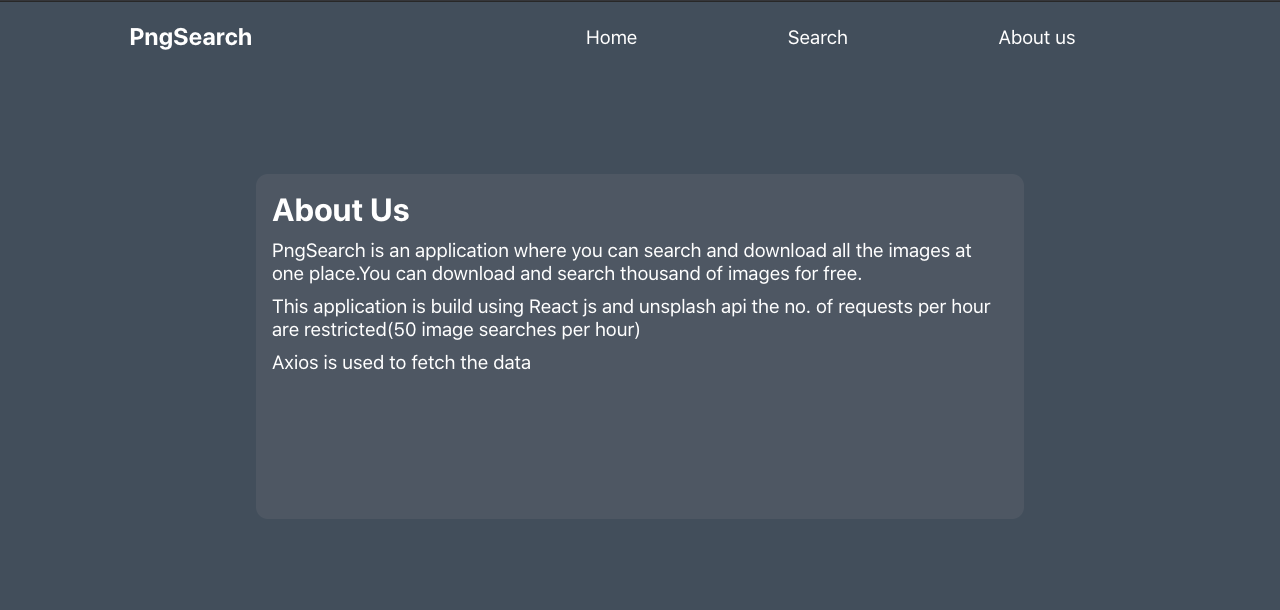 PngSearch
Home
Search
About us
About Us
PngSearch is an application where you can search and download all the images at
one place.You can download and search thousand of images for free.
This application is build using React js and unsplash api the no. of requests per hour
are restricted(50 image searches per hour)
Axios is used to fetch the data